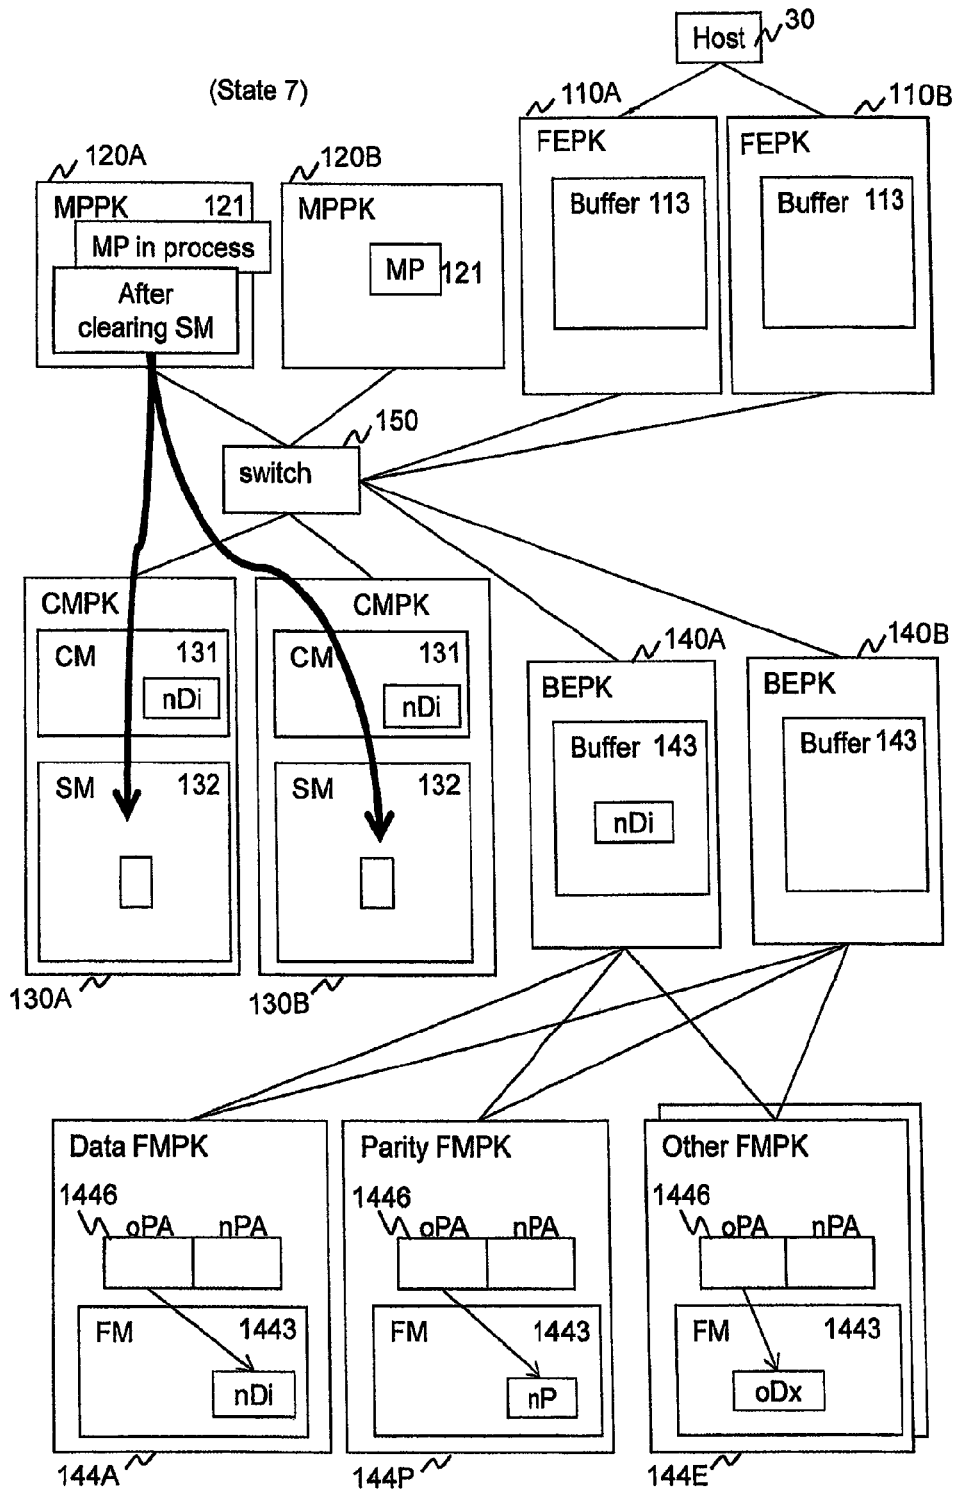 Host 30
(State 7)
110A
110B
FEPK
Buffer 113
FEPK
Buffer 113
120A
120B
MPPK 121
MP in process
After
clearing SM
MPPK
MP 121
150
switch
CMPK
CM 131
nDi
SM 132
130A
CMPK
CM 131
nDi
SM 132
130B
140A
BEPK
Buffer 143
nDi
140B
BEPK
Buffer 143
Data FMPK
1446
oPA nPA
FM 1443
nDi
144A
Parity FMPK
1446
oPA nPA
FM 1443
nP
144P
Other FMPK
1446
oPA nPA
FM 1443
oDx
144E